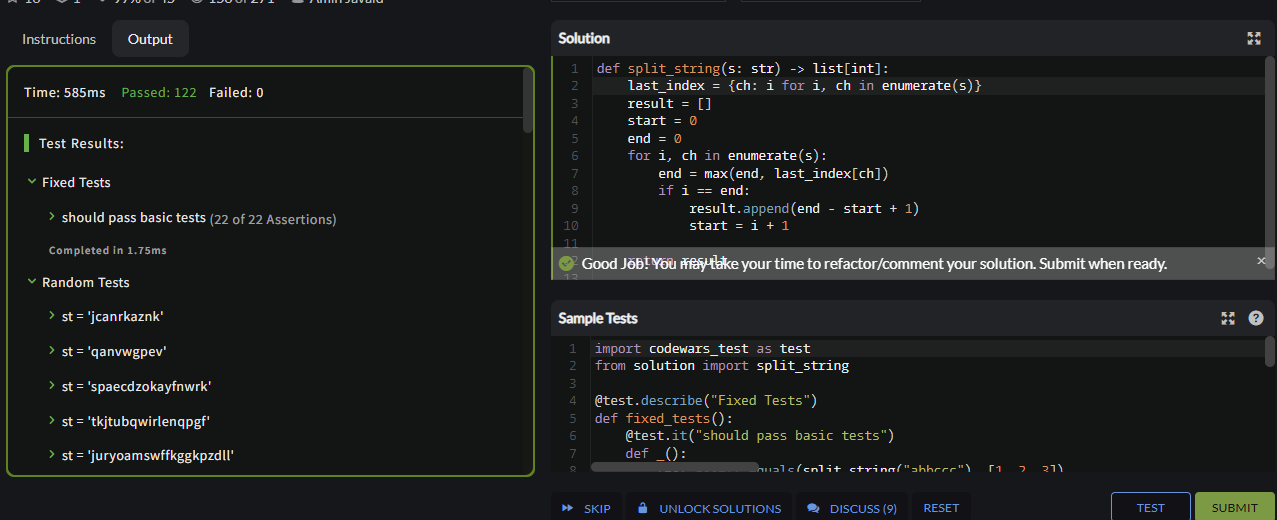 Instructions
Output
Time: 585ms Passed: 122 Failed: 0
Test Results:
Fixed Tests
should pass basic tests (22 of 22 Assertions)
Completed in 1.75ms
Random Tests
st = 'jcanrkaznk'
st = 'qanvwgpev'
st = 'spaecdzokayfnwrk'
st = 'tkjtubqwirlenqpgf'
st = 'juryoamswffkggkpzdll'
Solution
1 def split_string(s: str) -> list[int]:
2 last_index = {ch: i for i, ch in enumerate(s)}
3 result = []
4 start = 0
5 end = 0
6 for i, ch in enumerate(s):
7 end = max(end, last_index[ch])
8 if i == end:
9 result.append(end - start + 1)
10 start = i + 1
11
12 return result
Good Job! You may take your time to refactor/comment your solution. Submit when ready.
13
Sample Tests
1 import codewars_test as test
2 from solution import split_string
3
4 @test.describe("Fixed Tests")
5 def fixed_tests():
6 @test.it("should pass basic tests")
7 def _():
8 split_string("abbccc"), [1, 2, 3])
SKIP
UNLOCK SOLUTIONS
DISCUSS (9)
RESET
TEST
SUBMIT